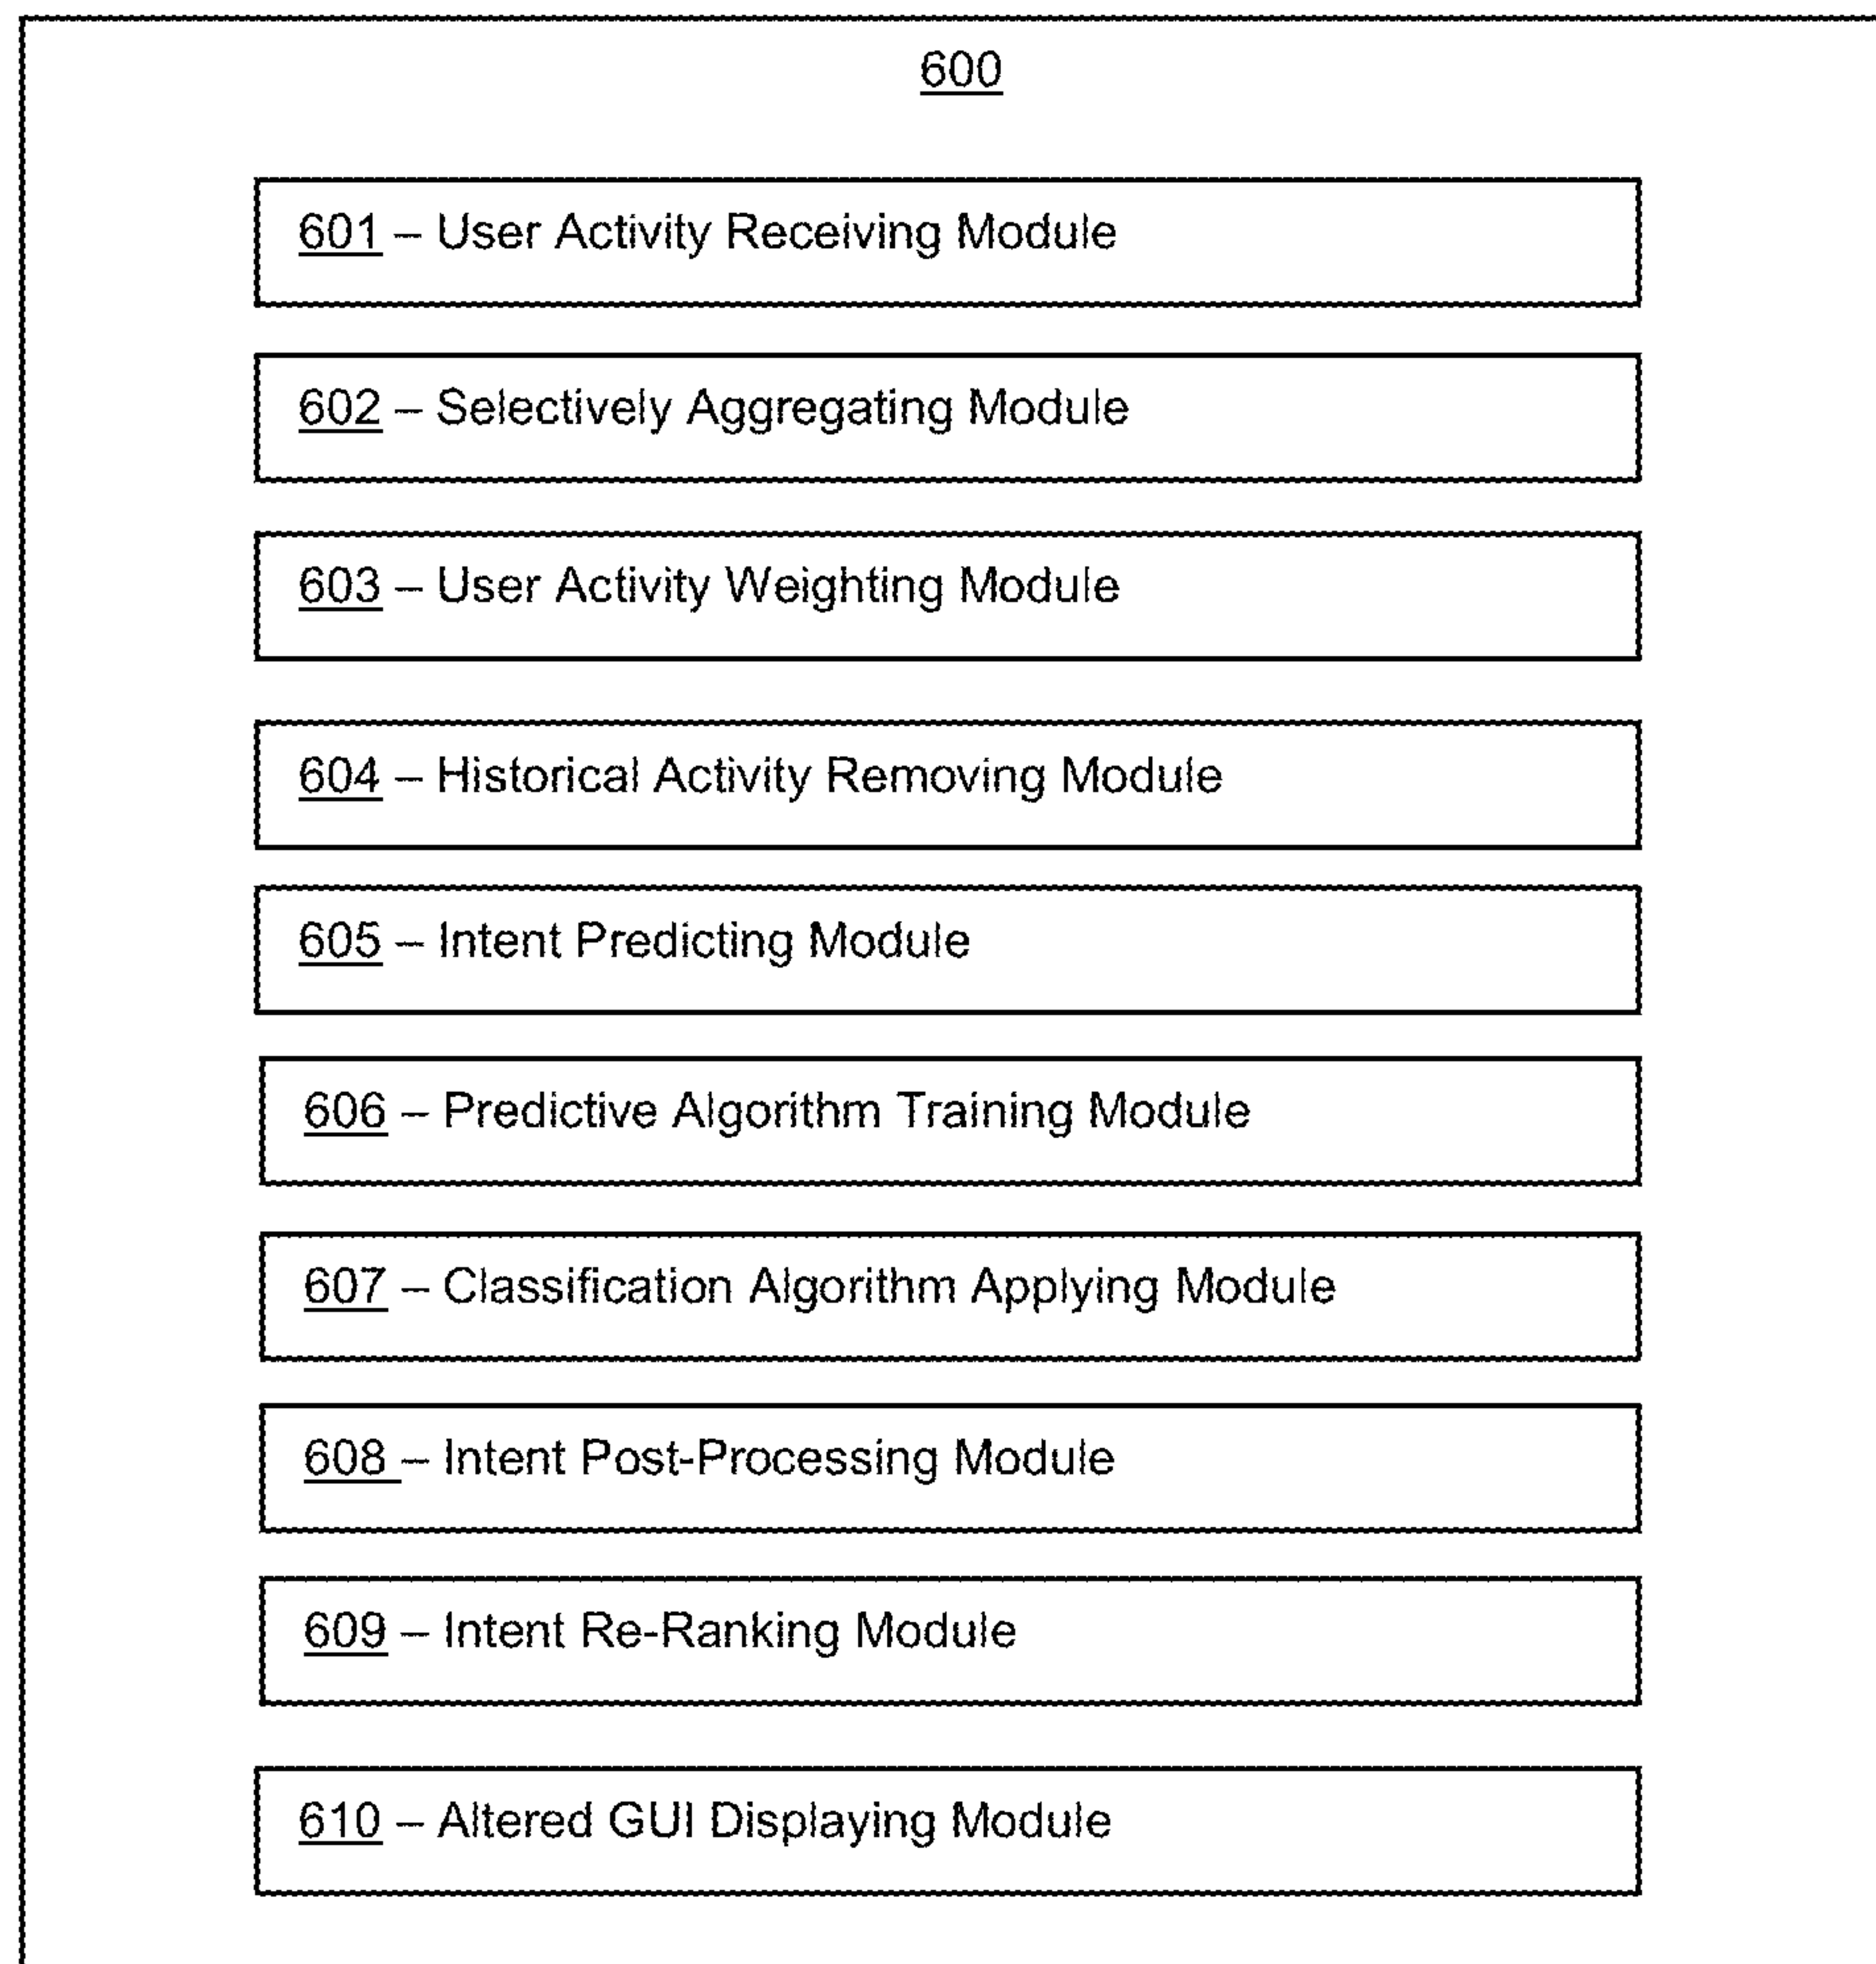 600
601 – User Activity Receiving Module
602 – Selectively Aggregating Module
603 – User Activity Weighting Module
604 – Historical Activity Removing Module
605 – Intent Predicting Module
606 – Predictive Algorithm Training Module
607 – Classification Algorithm Applying Module
608 – Intent Post-Processing Module
609 – Intent Re-Ranking Module
610 – Altered GUI Displaying Module